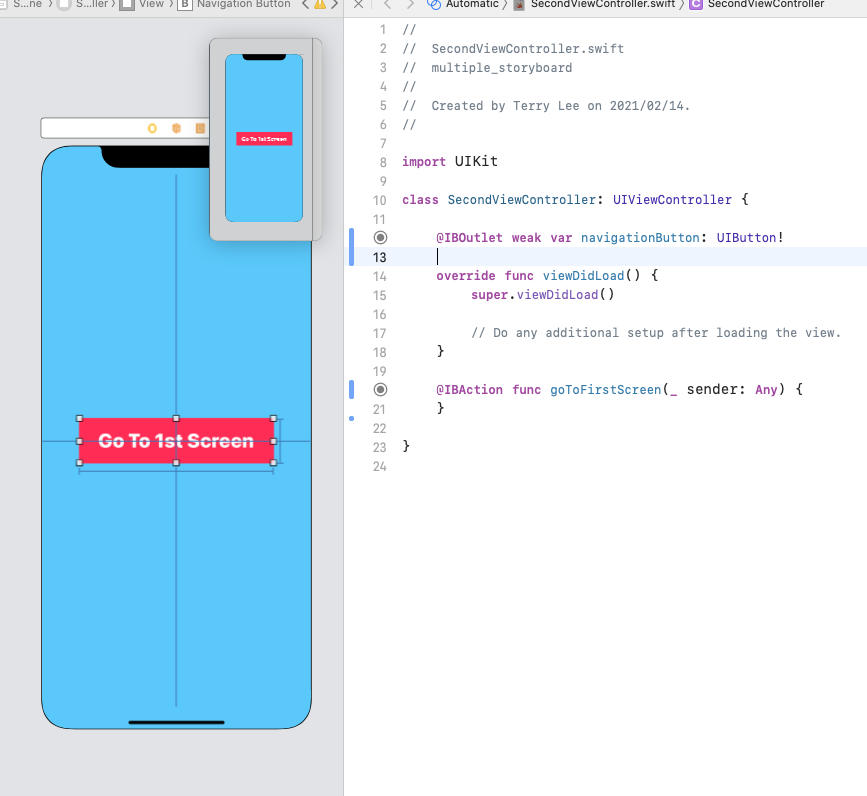 S...ne 〉 S...ller 〉 View 〉 B Navigation Button
Automatic 〉 SecondViewController.swift 〉 C SecondViewController
Go To 1st Screen
Go To 1st Screen
1 //
2 //  SecondViewController.swift
3 //  multiple_storyboard
4 //
5 //  Created by Terry Lee on 2021/02/14.
6 //
7
8 import UIKit
9
10 class SecondViewController: UIViewController {
11
@IBOutlet weak var navigationButton: UIButton!
13
14 override func viewDidLoad() {
15 super.viewDidLoad()
16
17 // Do any additional setup after loading the view.
18 }
19
@IBAction func goToFirstScreen(_ sender: Any) {
21 }
22
23 }
24